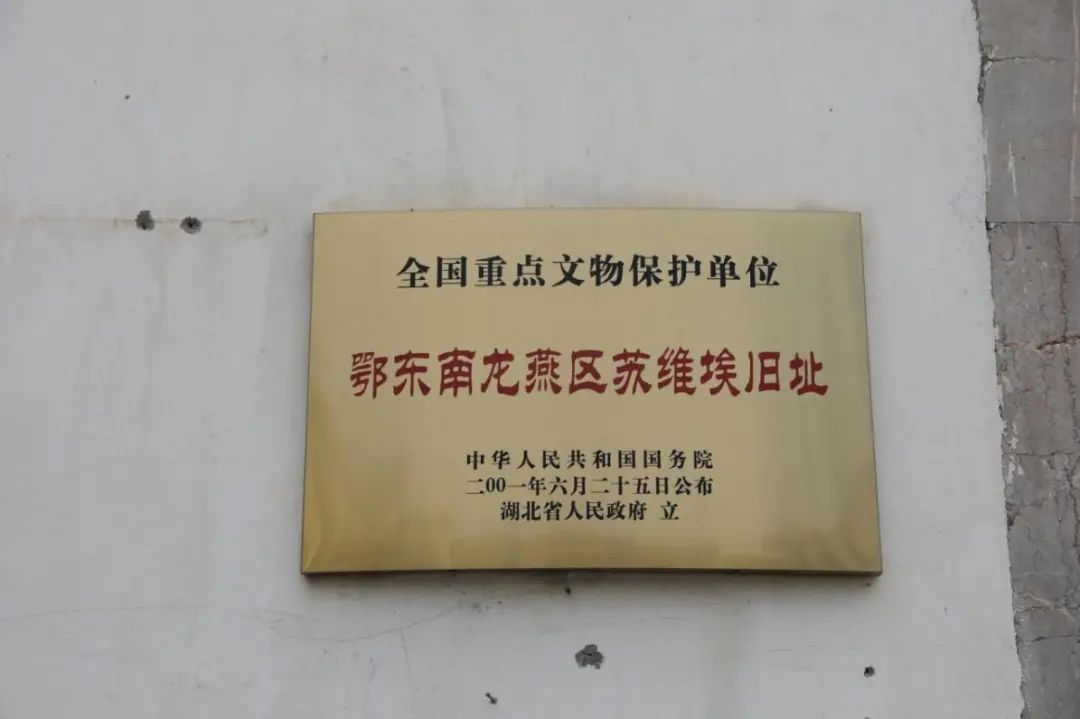 全国重点文物保护单位
鄂东南龙燕区苏维埃旧址
中华人民共和国国务院
二00一年六月二十五日公布
湖北省人民政府 立